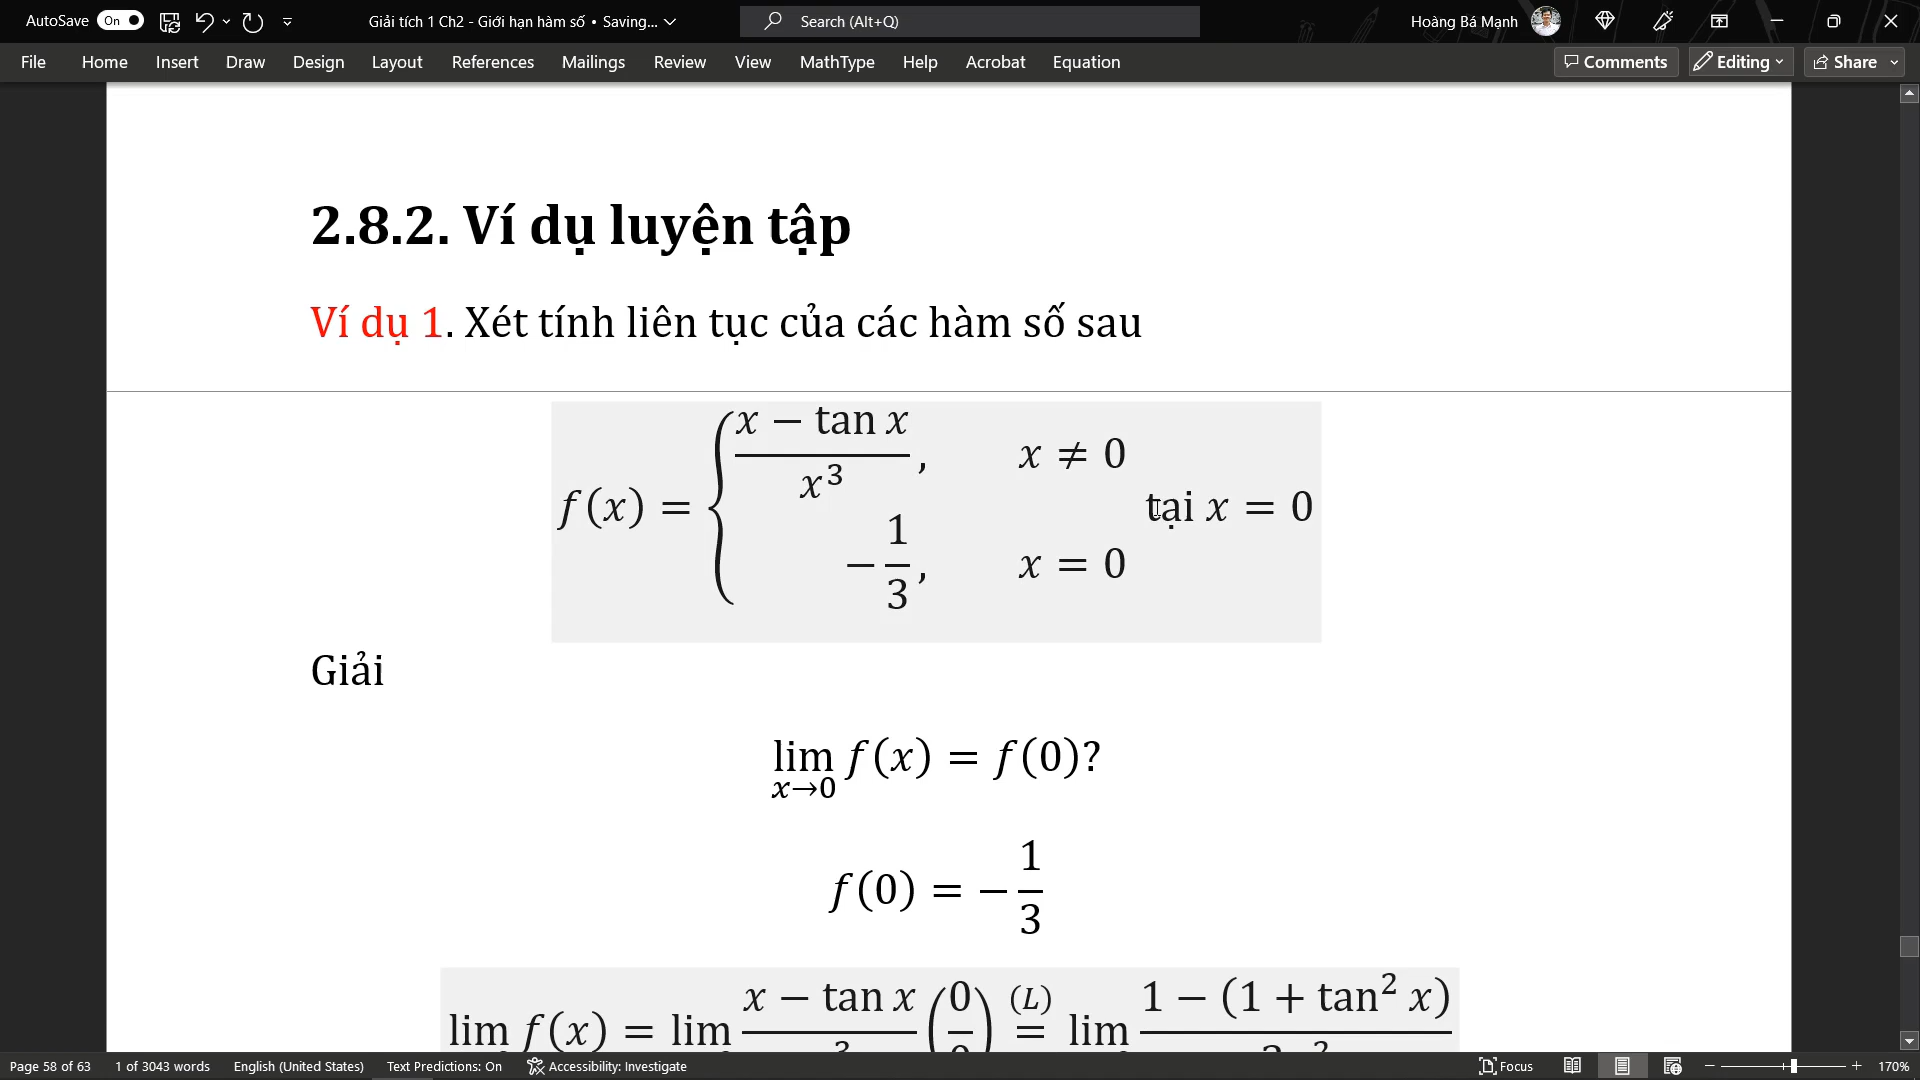 AutoSave On Giải tích 1 Ch2 - Giới hạn hàm số • Saving... Search (Alt+Q) Hoàng Bá Mạnh
File Home Insert Draw Design Layout References Mailings Review View MathType Help Acrobat Equation Comments Editing Share
2.8.2. Ví dụ luyện tập
Ví dụ 1. Xét tính liên tục của các hàm số sau
f(x) = { (x − tan x)/x³, x ≠ 0; −1/3, x = 0 tại x = 0
Giải
lim x→0 f(x) = f(0)?
f(0) = −1/3
lim f(x) = lim (x − tan x)/ 3 (0/0) (L) = lim (1 − (1 + tan² x))/
Page 58 of 63 1 of 3043 words English (United States) Text Predictions: On Accessibility: Investigate Focus 170%